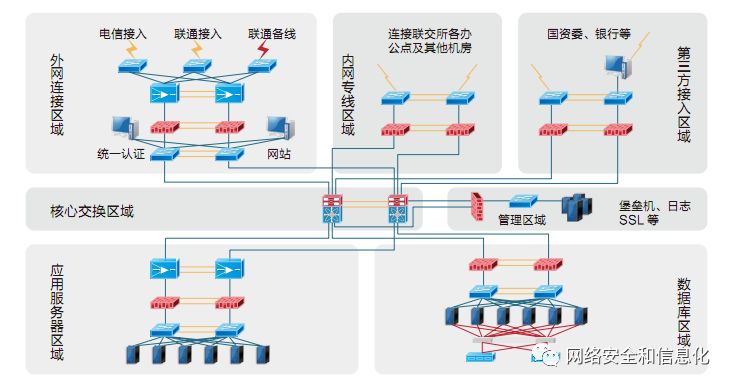 电信接入
联通接入
联通备线
外网连接区域
统一认证
网站
连接联交所各办
公点及其他机房
内网专线区域
国资委、银行等
第三方接入区域
核心交换区域
管理区域
堡垒机、日志
SSL 等
应用服务器区域
数据库区域
网络安全和信息化